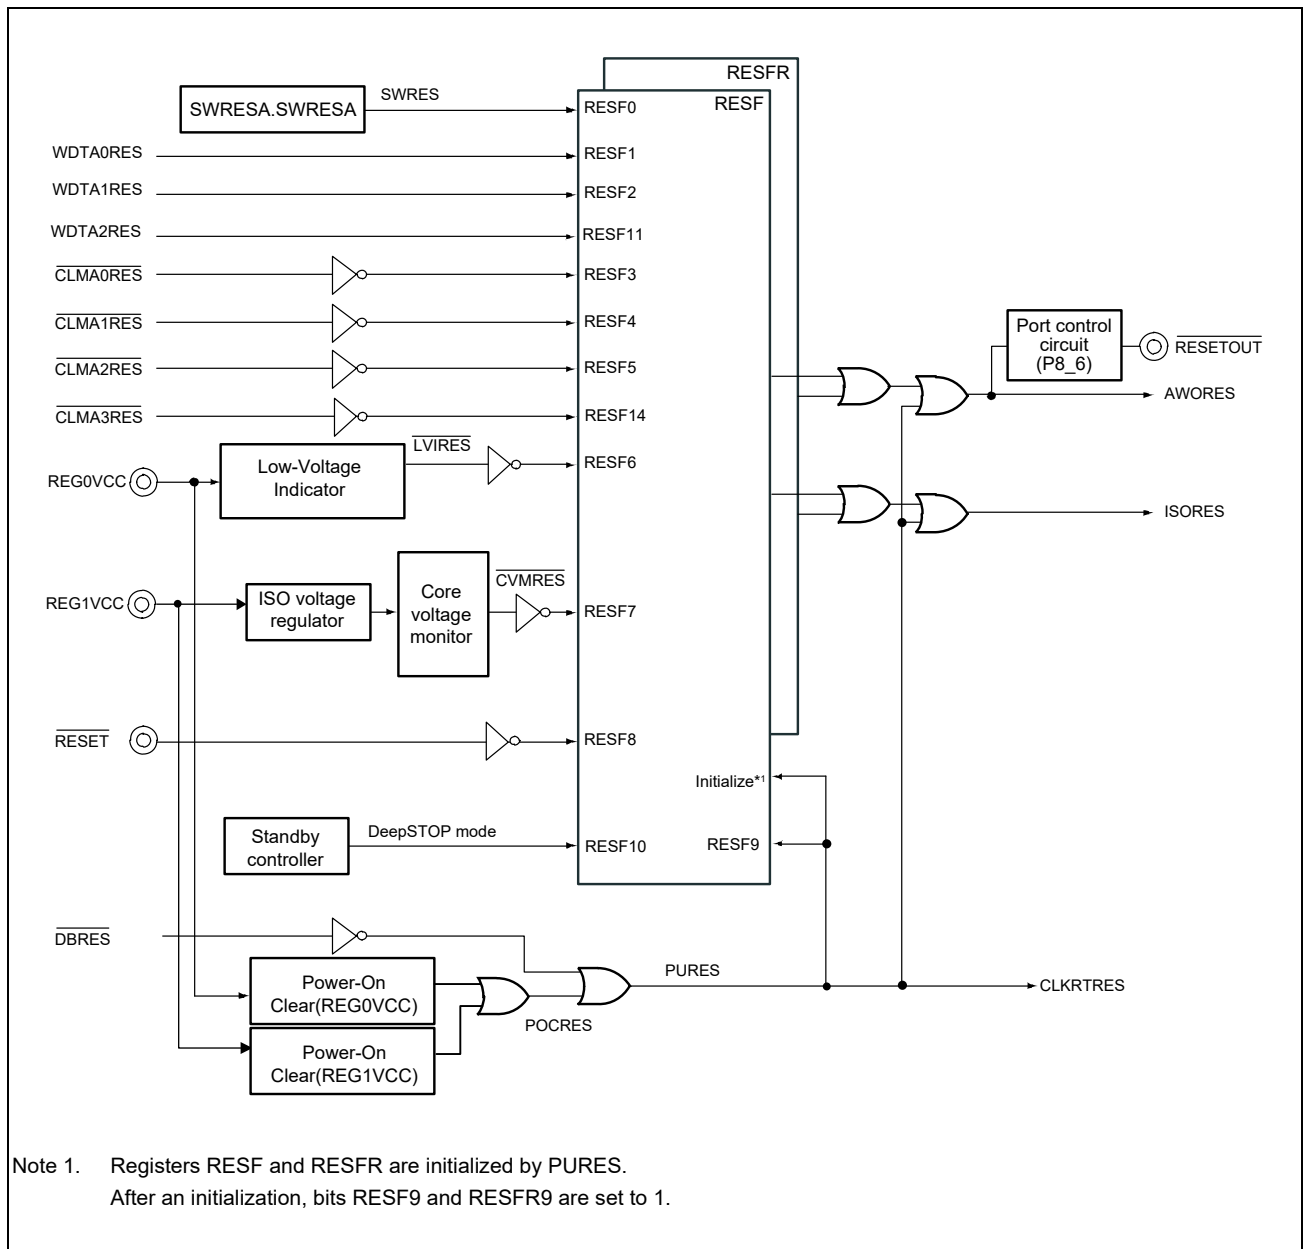 RESFR
RESF
SWRESA.SWRESA
SWRES
RESF0
WDTA0RES
RESF1
WDTA1RES
RESF2
WDTA2RES
RESF11
CLMA0RES
RESF3
CLMA1RES
RESF4
CLMA2RES
RESF5
CLMA3RES
RESF14
Port control
circuit
(P8_6)
RESETOUT
AWORES
REG0VCC
Low-Voltage
Indicator
LVIRES
RESF6
ISORES
REG1VCC
ISO voltage
regulator
Core
voltage
monitor
CVMRES
RESF7
RESET
RESF8
Initialize*1
Standby
controller
DeepSTOP mode
RESF10
RESF9
DBRES
Power-On
Clear(REG0VCC)
POCRES
PURES
CLKRTRES
Power-On
Clear(REG1VCC)
Note 1. Registers RESF and RESFR are initialized by PURES.
After an initialization, bits RESF9 and RESFR9 are set to 1.